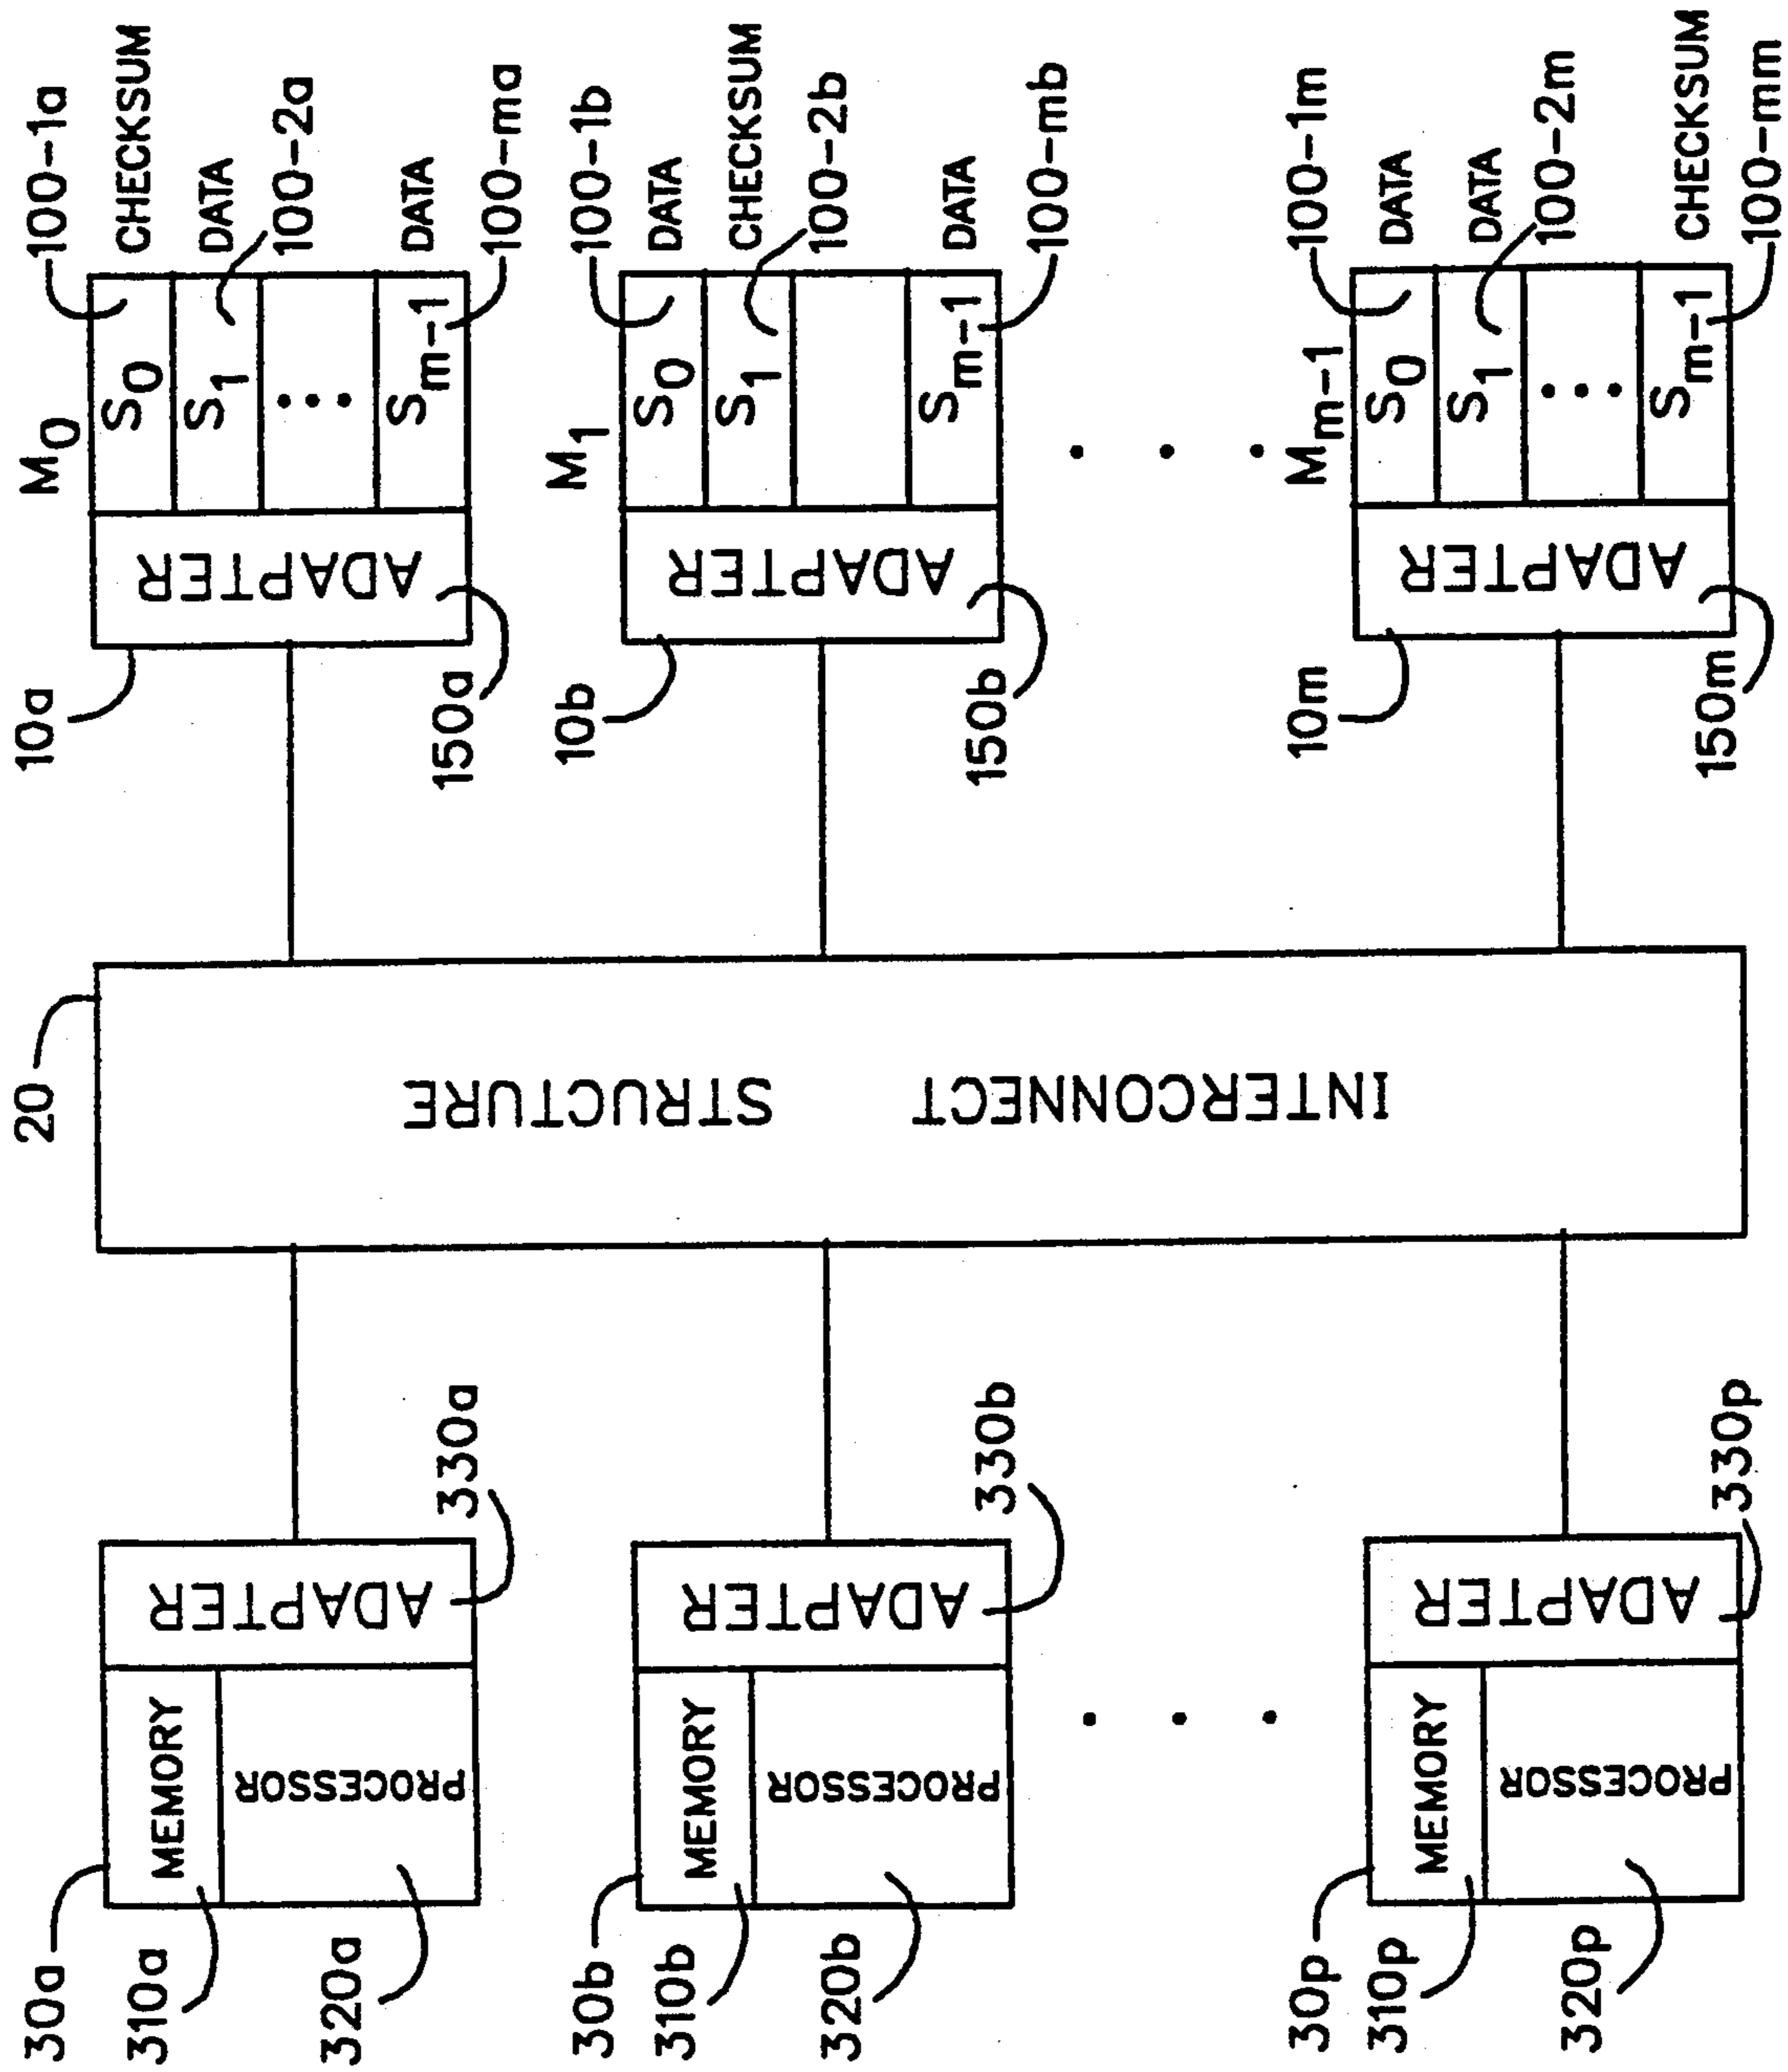 M0
100-1a
S0
CHECKSUM
S1
DATA
100-2a
...
Sm-1
DATA
100-ma
ADAPTER
10a
150a
M1
100-1b
S0
DATA
S1
CHECKSUM
100-2b
Sm-1
DATA
100-mb
ADAPTER
10b
150b
. . .
Mm-1
100-1m
S0
DATA
S1
DATA
100-2m
...
Sm-1
CHECKSUM
100-mm
ADAPTER
10m
150m
20
INTERCONNECT STRUCTURE
30a
MEMORY
310a
PROCESSOR
320a
ADAPTER
330a
30b
MEMORY
310b
PROCESSOR
320b
ADAPTER
330b
. . .
30p
MEMORY
310p
PROCESSOR
320p
ADAPTER
330p